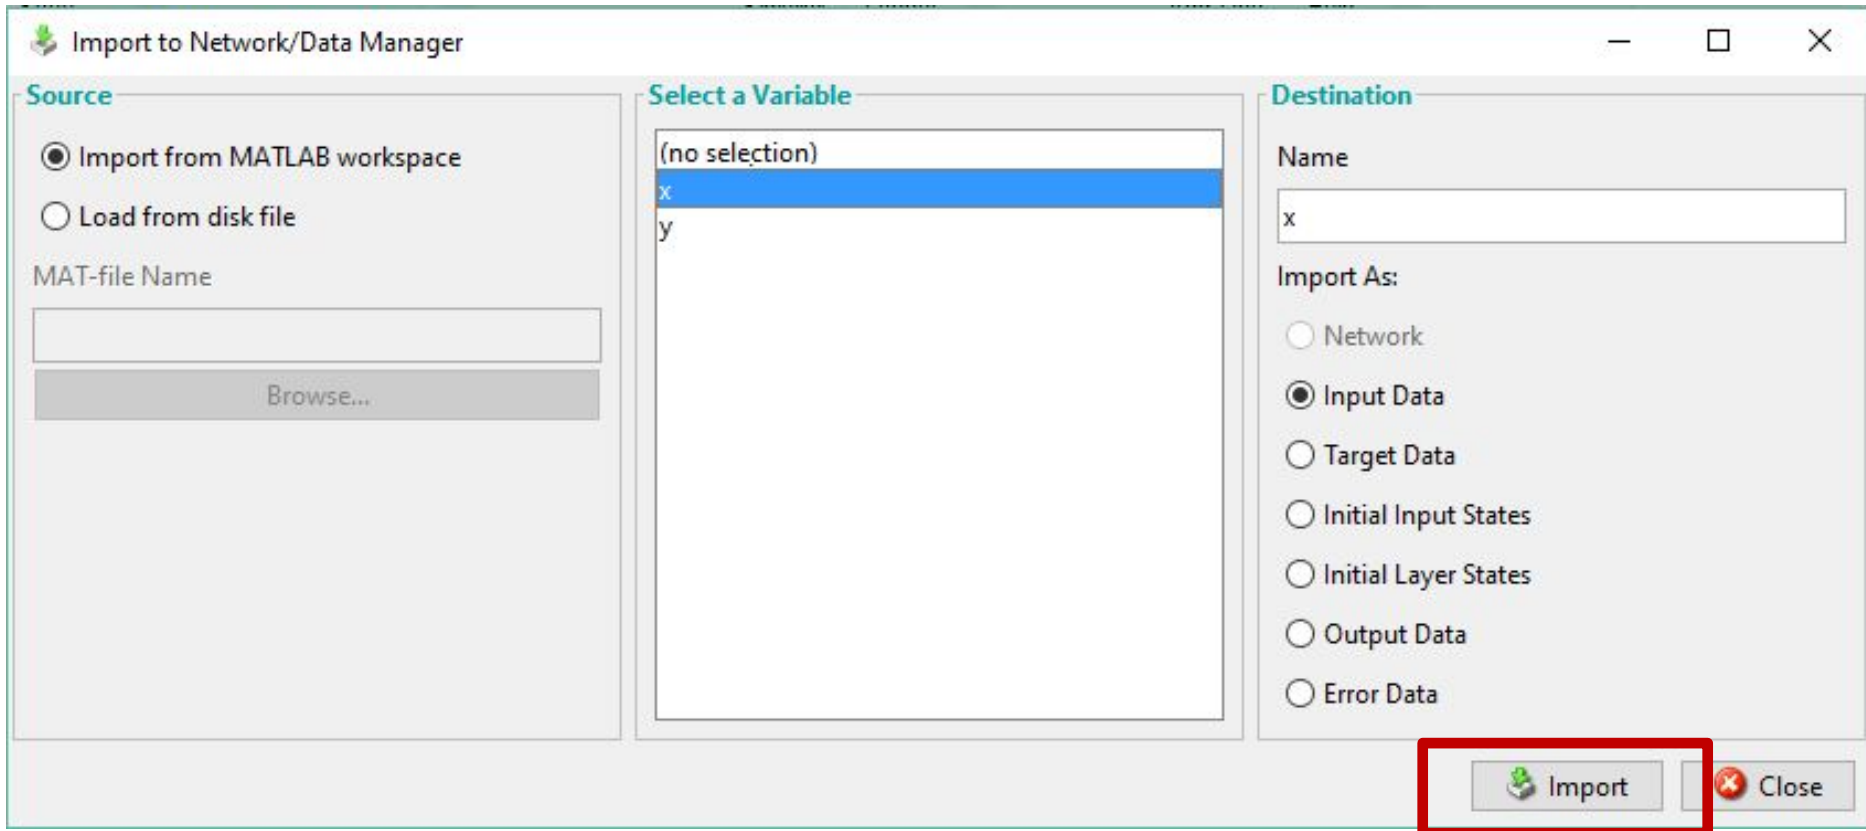 Import to Network/Data Manager
Source
Import from MATLAB workspace
Load from disk file
MAT-file Name
Browse...
Select a Variable
(no selection)
x
y
Destination
Name
x
Import As:
Network
Input Data
Target Data
Initial Input States
Initial Layer States
Output Data
Error Data
Import
Close